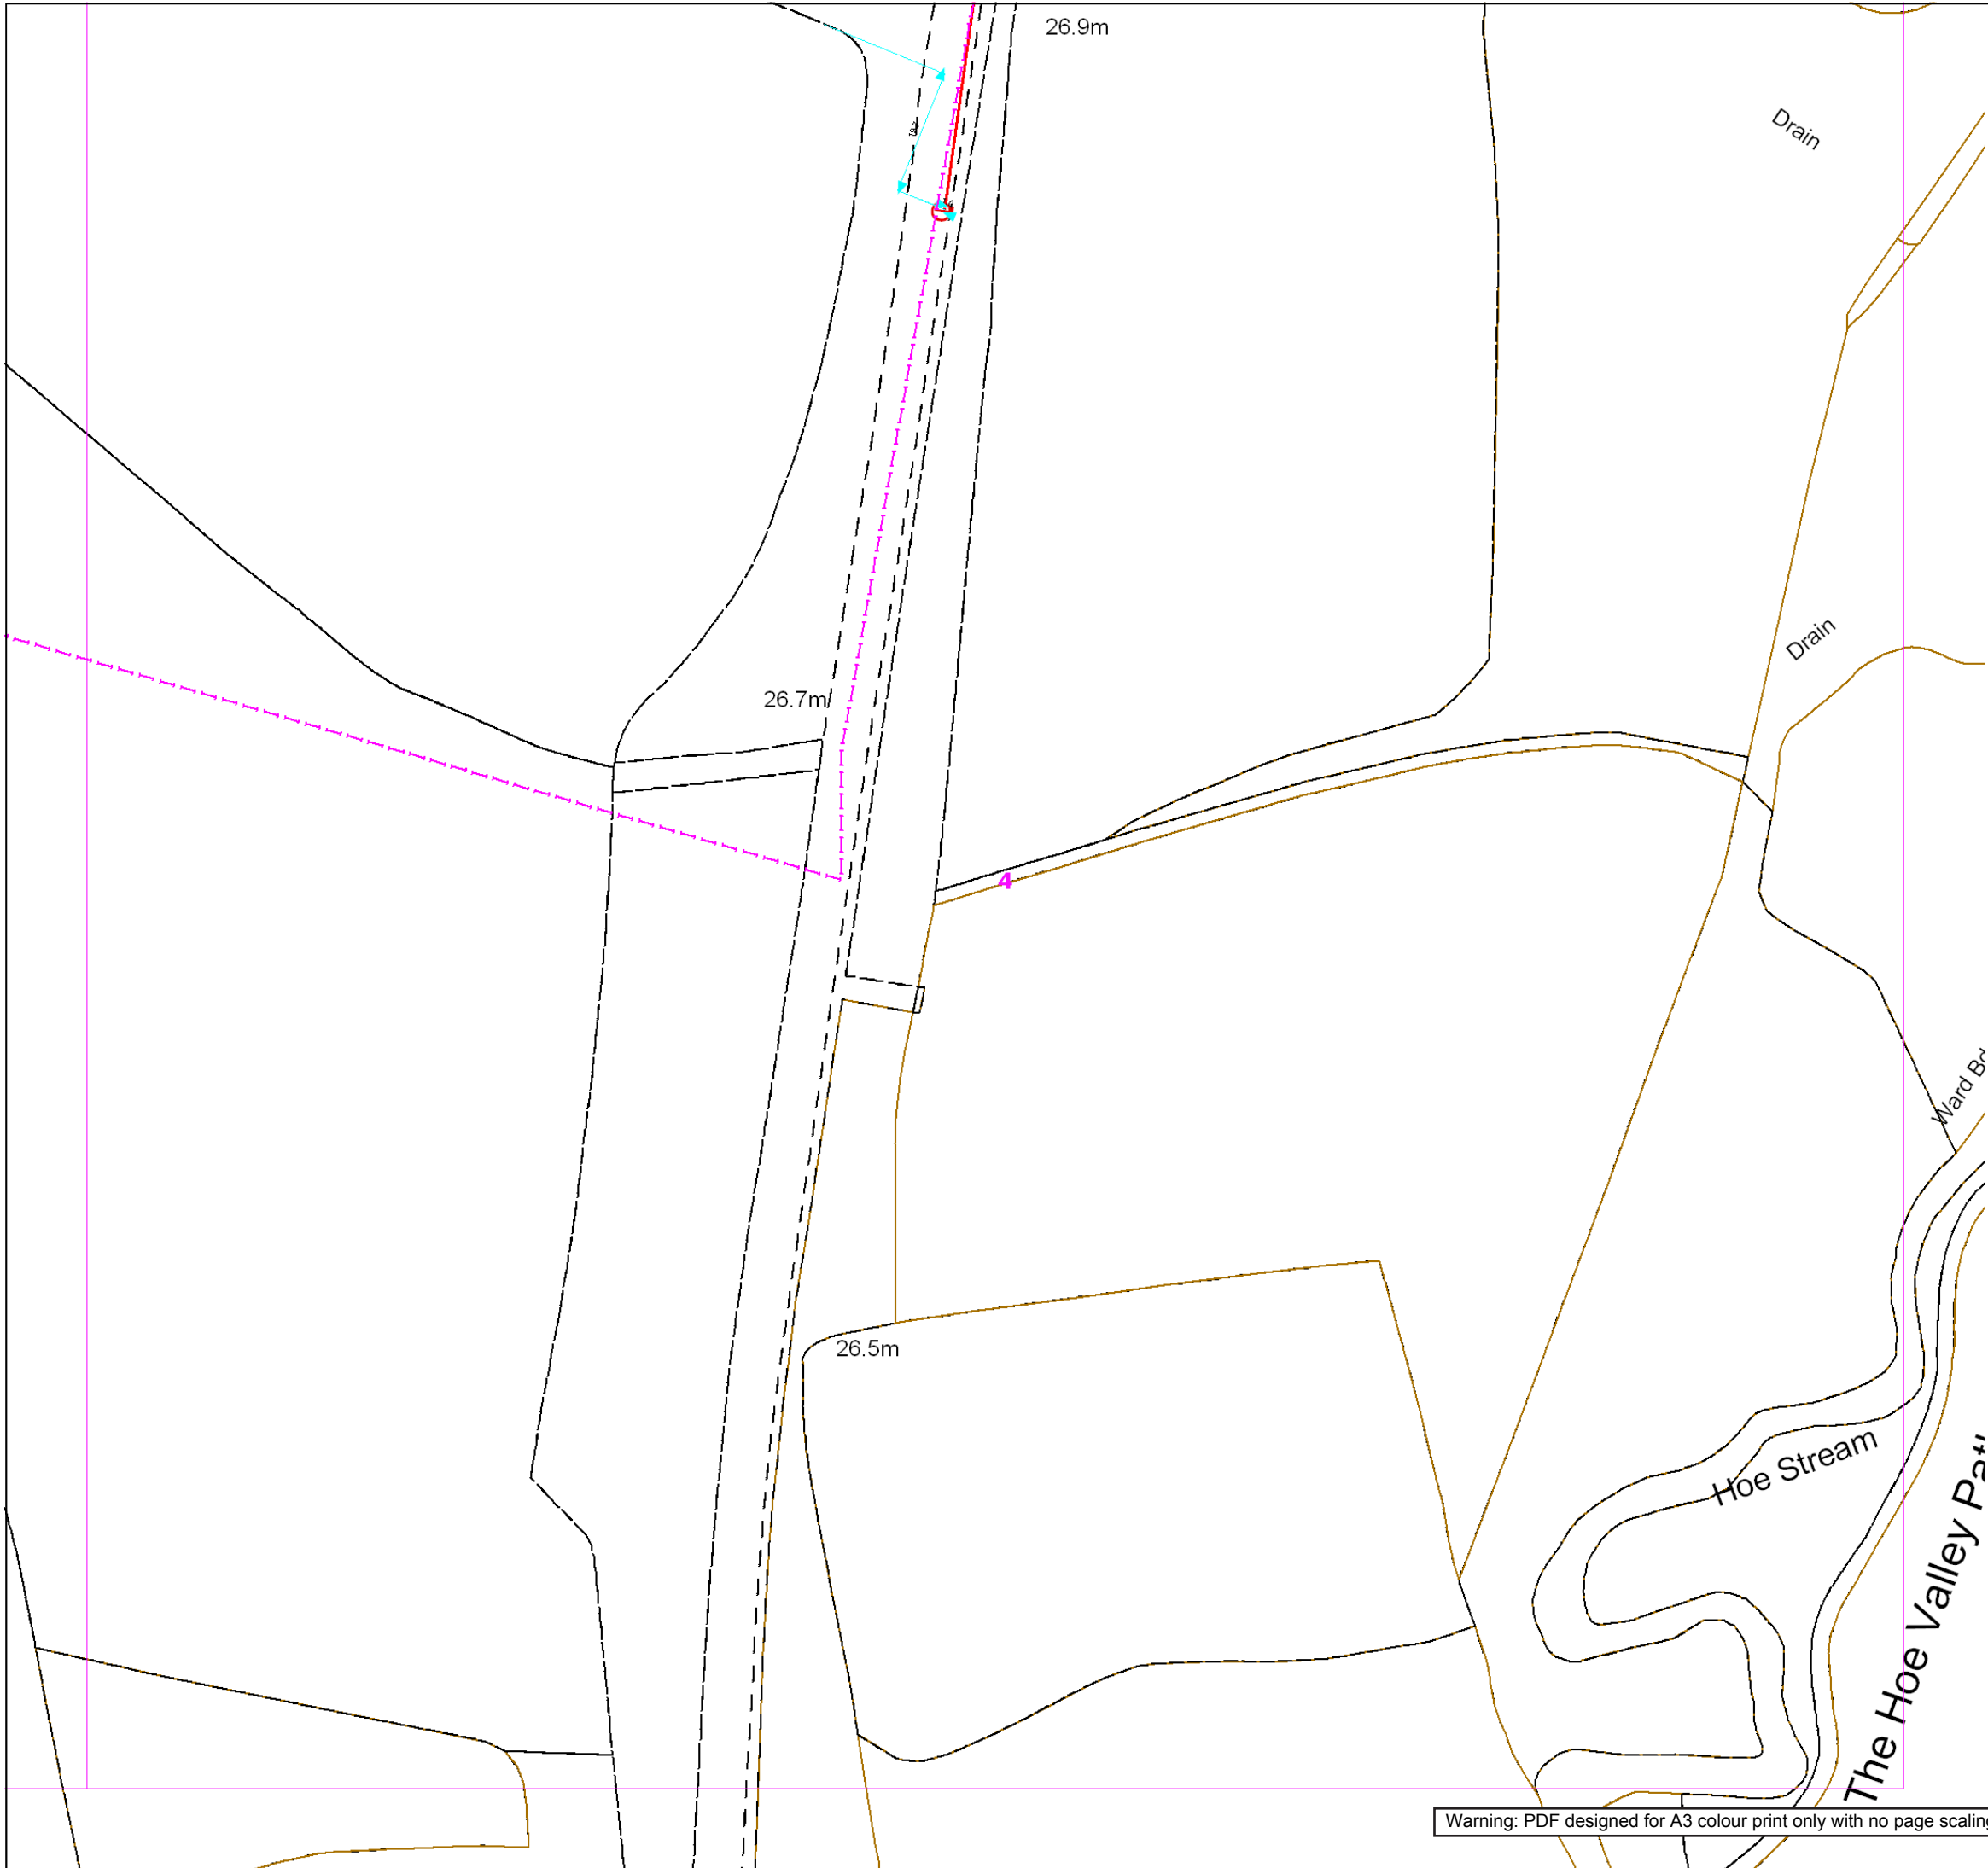 26.9m
Drain
Drain
26.7m
4
Ward Bd
26.5m
Hoe Stream
The Hoe Valley
Warning: PDF designed for A3 colour print only with no page scaling